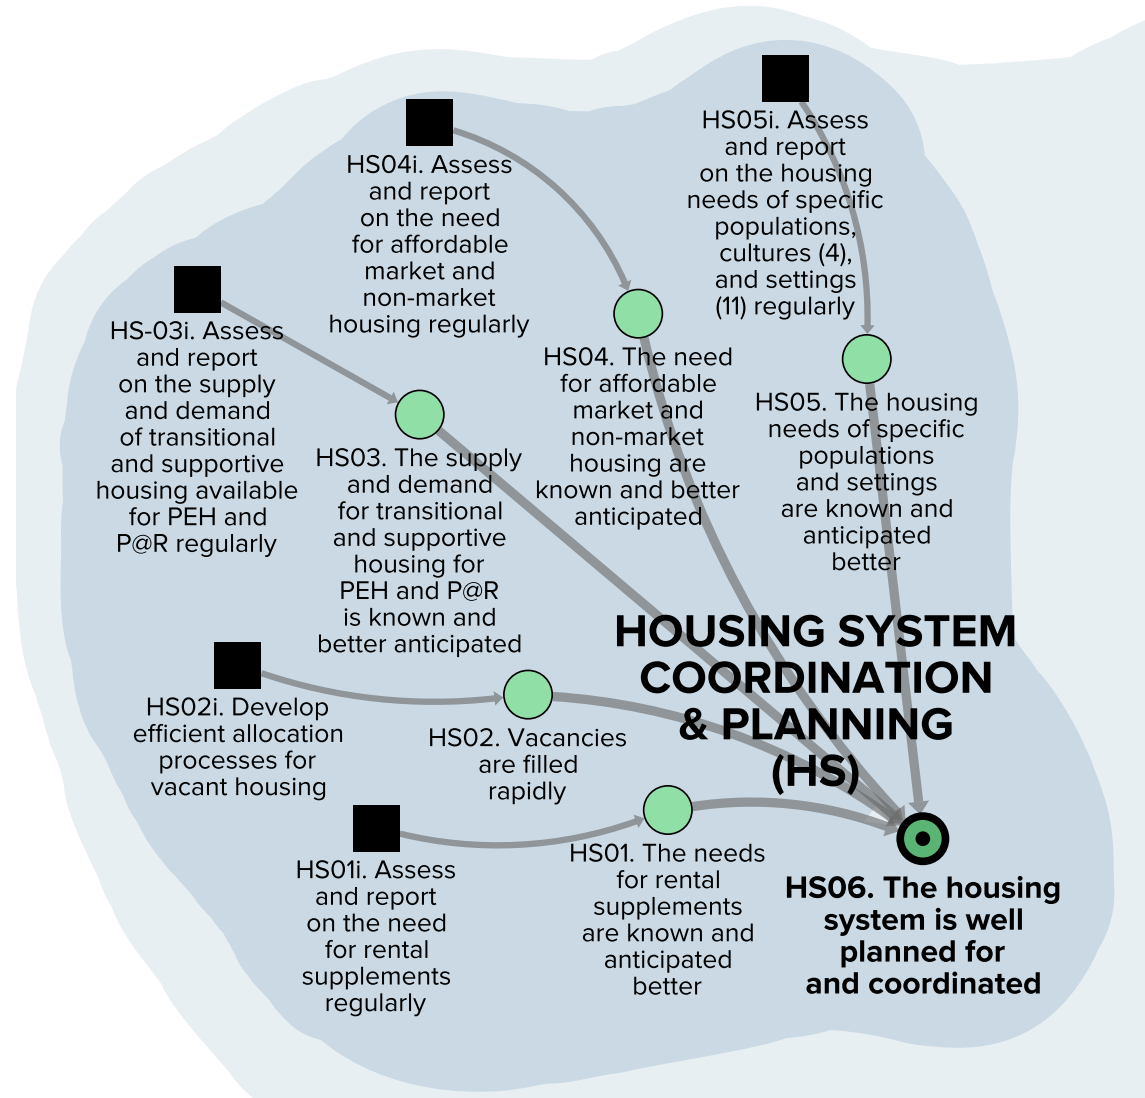 HS05i. Assess
and report
on the housing
needs of specific
populations,
cultures (4),
and settings
(11) regularly
HS04i. Assess
and report
on the need
for affordable
market and
non-market
housing regularly
HS-03i. Assess
and report
on the supply
and demand
of transitional
and supportive
housing available
for PEH and
P@R regularly
HS04. The need
for affordable
market and
non-market
housing are
known and better
anticipated
HS05. The housing
needs of specific
populations
and settings
are known and
anticipated
better
HS03. The supply
and demand
for transitional
and supportive
housing for
PEH and P@R
is known and
better anticipated
HOUSING SYSTEM
COORDINATION
& PLANNING
(HS)
HS02i. Develop
efficient allocation
processes for
vacant housing
HS02. Vacancies
are filled
rapidly
HS01i. Assess
and report
on the need
for rental
supplements
regularly
HS01. The needs
for rental
supplements
are known and
anticipated
better
HS06. The housing
system is well
planned for
and coordinated